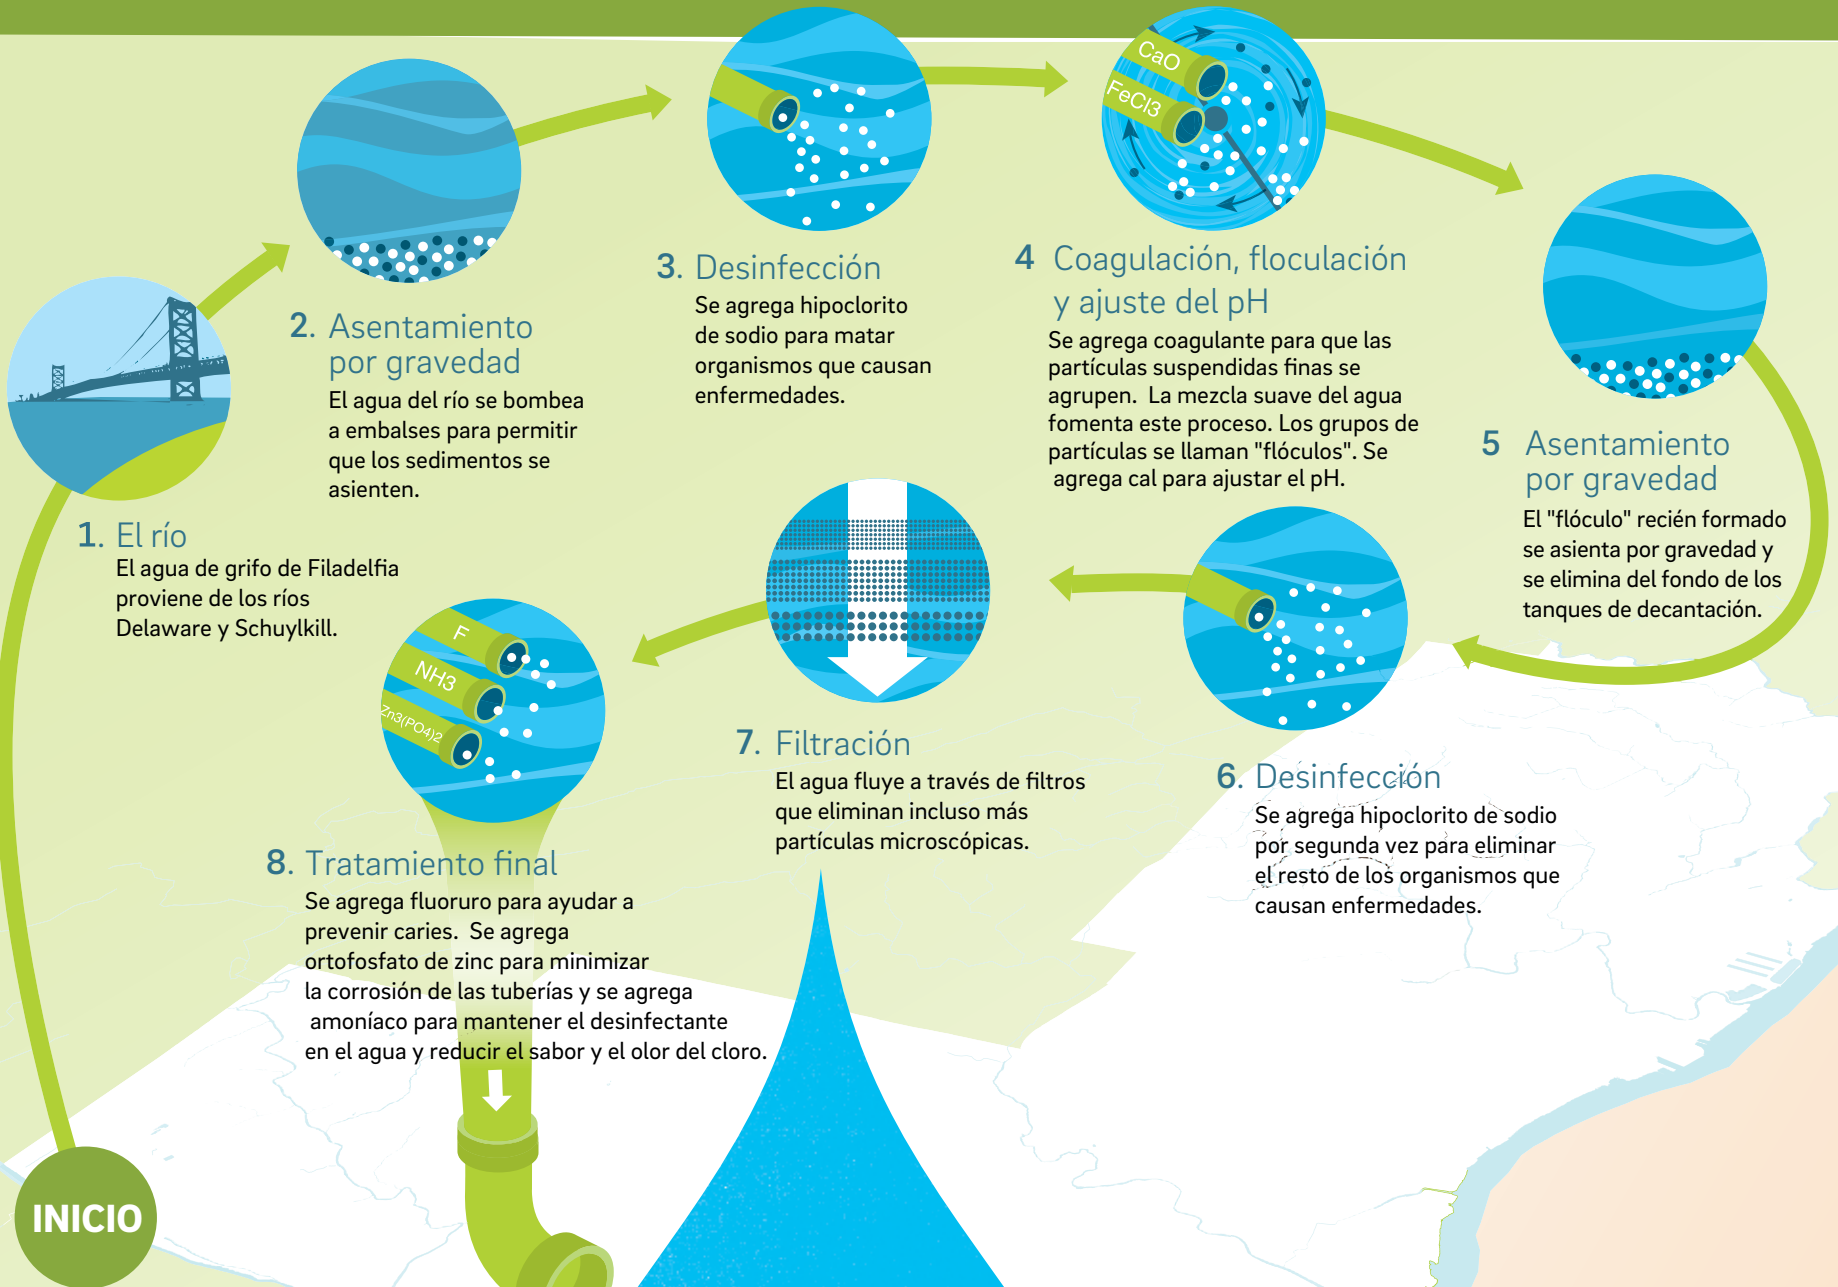 INICIO
1. El río
El agua de grifo de Filadelfia
proviene de los ríos
Delaware y Schuylkill.
2. Asentamiento
por gravedad
El agua del río se bombea
a embalses para permitir
que los sedimentos se
asienten.
3. Desinfección
Se agrega hipoclorito
de sodio para matar
organismos que causan
enfermedades.
CaO
FeCl3
4 Coagulación, floculación
y ajuste del pH
Se agrega coagulante para que las
partículas suspendidas finas se
agrupen. La mezcla suave del agua
fomenta este proceso. Los grupos de
partículas se llaman "flóculos". Se
agrega cal para ajustar el pH.
5 Asentamiento
por gravedad
El "flóculo" recién formado
se asienta por gravedad y
se elimina del fondo de los
tanques de decantación.
6. Desinfección
Se agrega hipoclorito de sodio
por segunda vez para eliminar
el resto de los organismos que
causan enfermedades.
7. Filtración
El agua fluye a través de filtros
que eliminan incluso más
partículas microscópicas.
F
NH3
Zn3(PO4)2
8. Tratamiento final
Se agrega fluoruro para ayudar a
prevenir caries. Se agrega
ortofosfato de zinc para minimizar
la corrosión de las tuberías y se agrega
amoníaco para mantener el desinfectante
en el agua y reducir el sabor y el olor del cloro.